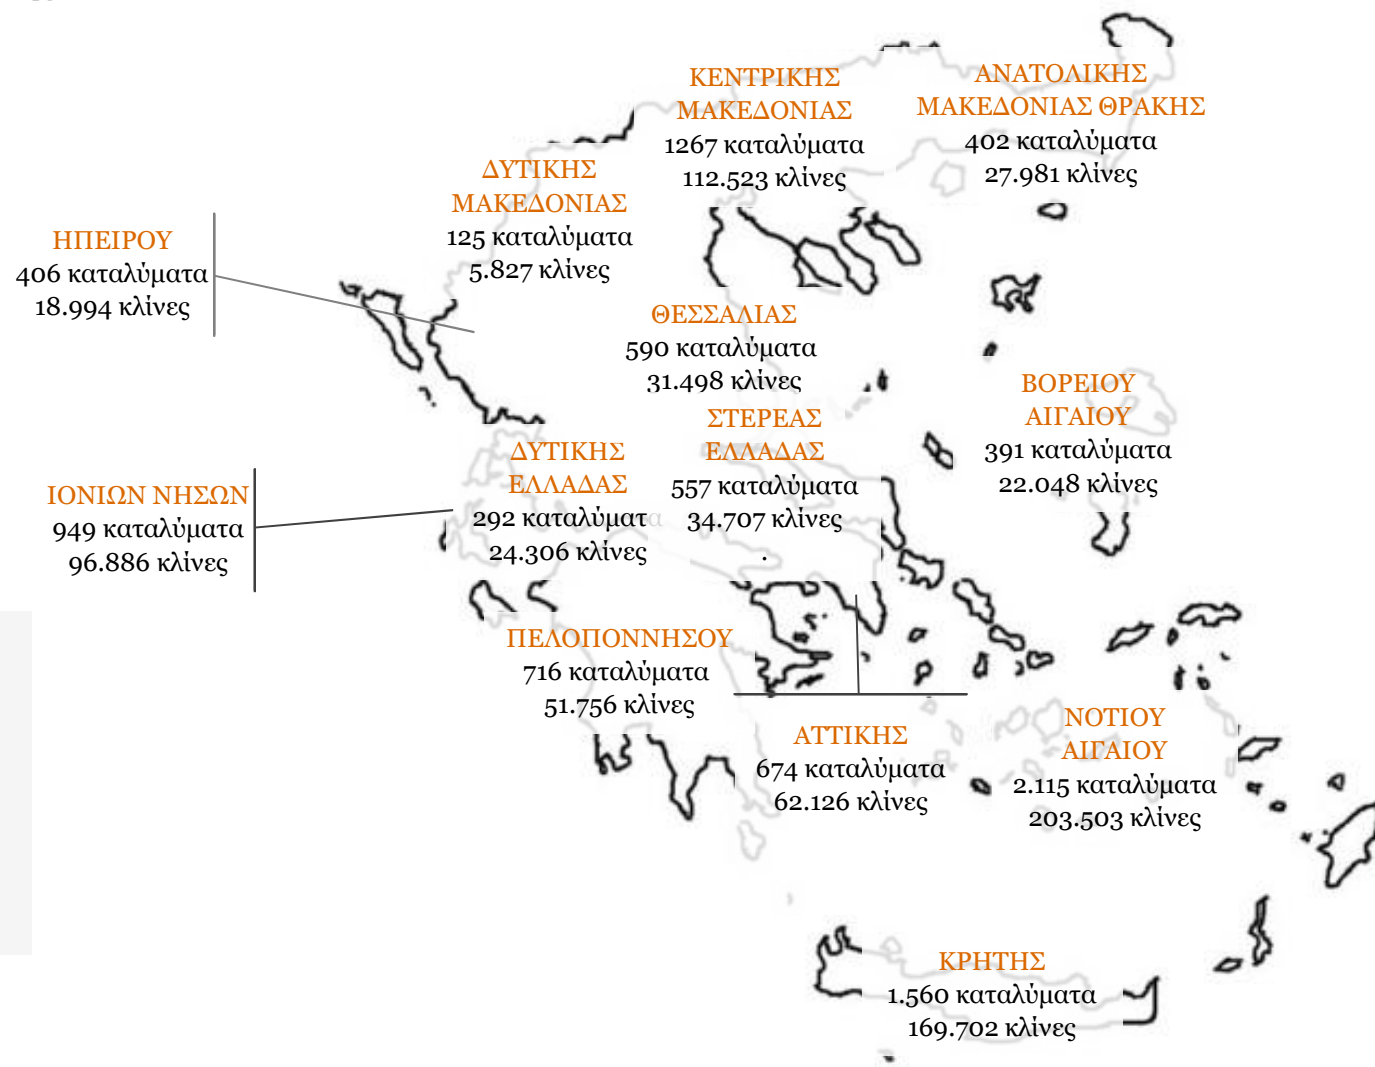 ΚΕΝΤΡΙΚΗΣ
ΜΑΚΕΔΟΝΙΑΣ
1267 καταλύματα
112.523 κλίνες
ΑΝΑΤΟΛΙΚΗΣ
ΜΑΚΕΔΟΝΙΑΣ ΘΡΑΚΗΣ
402 καταλύματα
27.981 κλίνες
ΔΥΤΙΚΗΣ
ΜΑΚΕΔΟΝΙΑΣ
125 καταλύματα
5.827 κλίνες
ΗΠΕΙΡΟΥ
406 καταλύματα
18.994 κλίνες
ΘΕΣΣΑΛΙΑΣ
590 καταλύματα
31.498 κλίνες
ΒΟΡΕΙΟΥ
ΑΙΓΑΙΟΥ
391 καταλύματα
22.048 κλίνες
ΣΤΕΡΕΑΣ
ΕΛΛΑΔΑΣ
557 καταλύματα
34.707 κλίνες
.
ΔΥΤΙΚΗΣ
ΕΛΛΑΔΑΣ
292 καταλύματα
24.306 κλίνες
ΙΟΝΙΩΝ ΝΗΣΩΝ
949 καταλύματα
96.886 κλίνες
ΠΕΛΟΠΟΝΝΗΣΟΥ
716 καταλύματα
51.756 κλίνες
ΑΤΤΙΚΗΣ
674 καταλύματα
62.126 κλίνες
ΝΟΤΙΟΥ
ΑΙΓΑΙΟΥ
2.115 καταλύματα
203.503 κλίνες
ΚΡΗΤΗΣ
1.560 καταλύματα
169.702 κλίνες